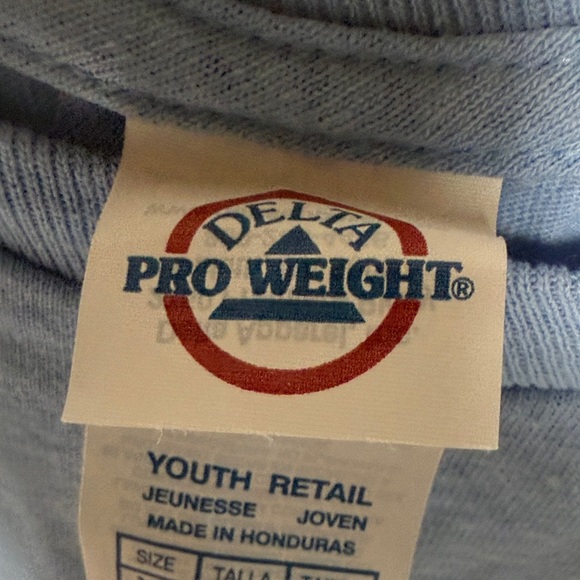 DELTA
PRO WEIGHT®
YOUTH RETAIL
JEUNESSE JOVEN
MADE IN HONDURAS
SIZE TALLA